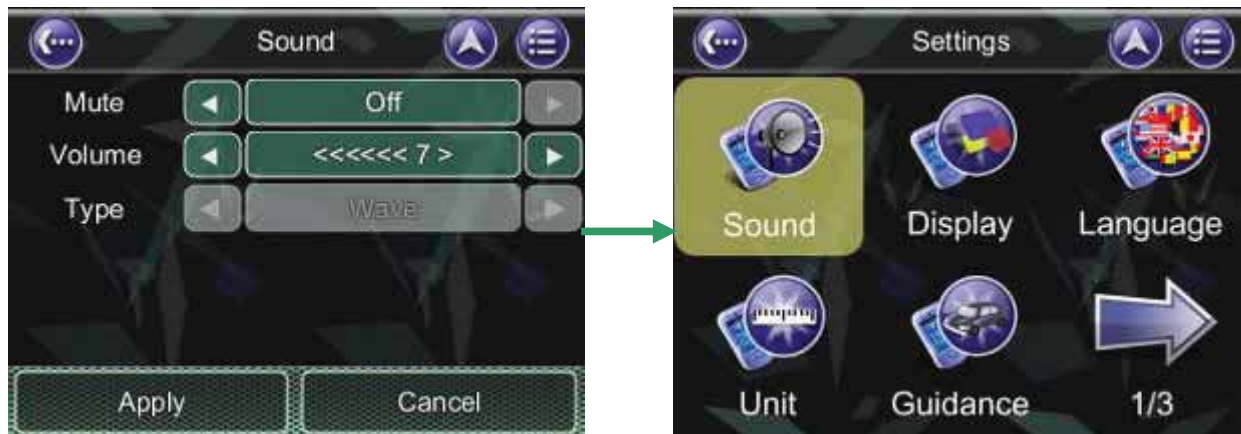 Sound
Mute
Off
Volume
<<<<<< 7 >
Type
Wave
Apply
Cancel
Settings
Sound
Display
Language
Unit
Guidance
1/3